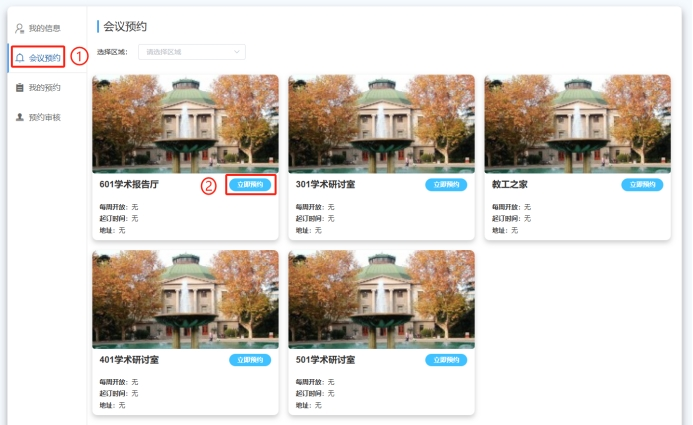 我的信息
会议预约
①
我的预约
预约审核
会议预约
选择区域：
请选择区域
601学术报告厅
②
立即预约
每周开放：无
起订时间：无
地址：无
301学术研讨室
立即预约
每周开放：无
起订时间：无
地址：无
教工之家
立即预约
每周开放：无
起订时间：无
地址：无
401学术研讨室
立即预约
每周开放：无
起订时间：无
地址：无
501学术研讨室
立即预约
每周开放：无
起订时间：无
地址：无